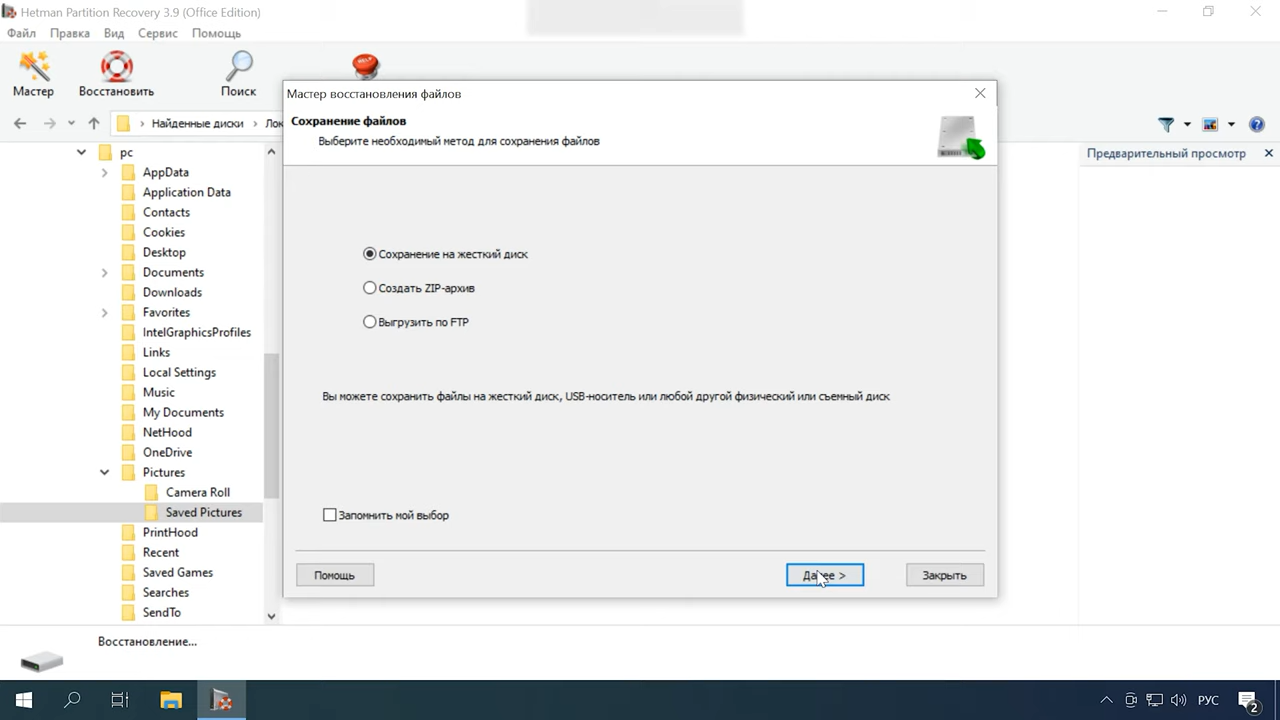 Hetman Partition Recovery 3.9 (Office Edition)
Файл Правка Вид Сервис Помощь
HELP
Мастер Восстановить Поиск
Найденные диски
Предварительный просмотр
pc
AppData
Application Data
Contacts
Cookies
Desktop
Documents
Downloads
Favorites
IntelGraphicsProfiles
Links
Local Settings
Music
My Documents
NetHood
OneDrive
Pictures
Camera Roll
Saved Pictures
PrintHood
Recent
Saved Games
Searches
SendTo
Мастер восстановления файлов
Сохранение файлов
Выберите необходимый метод для сохранения файлов
Сохранение на жесткий диск
Создать ZIP-архив
Выгрузить по FTP
Вы можете сохранить файлы на жесткий диск, USB-носитель или любой другой физический или съемный диск
Запомнить мой выбор
Помощь Далее > Закрыть
Восстановление...
РУС
2